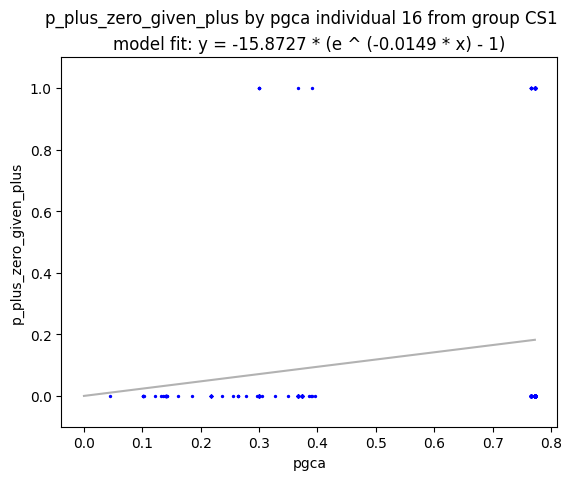 p_plus_zero_given_plus by pgca individual 16 from group CS1
model fit: y = -15.8727 * (e ^ (-0.0149 * x) - 1)
1.0
0.8
0.6
0.4
0.2
0.0
p_plus_zero_given_plus
0.0 0.1 0.2 0.3 0.4 0.5 0.6 0.7 0.8
pgca